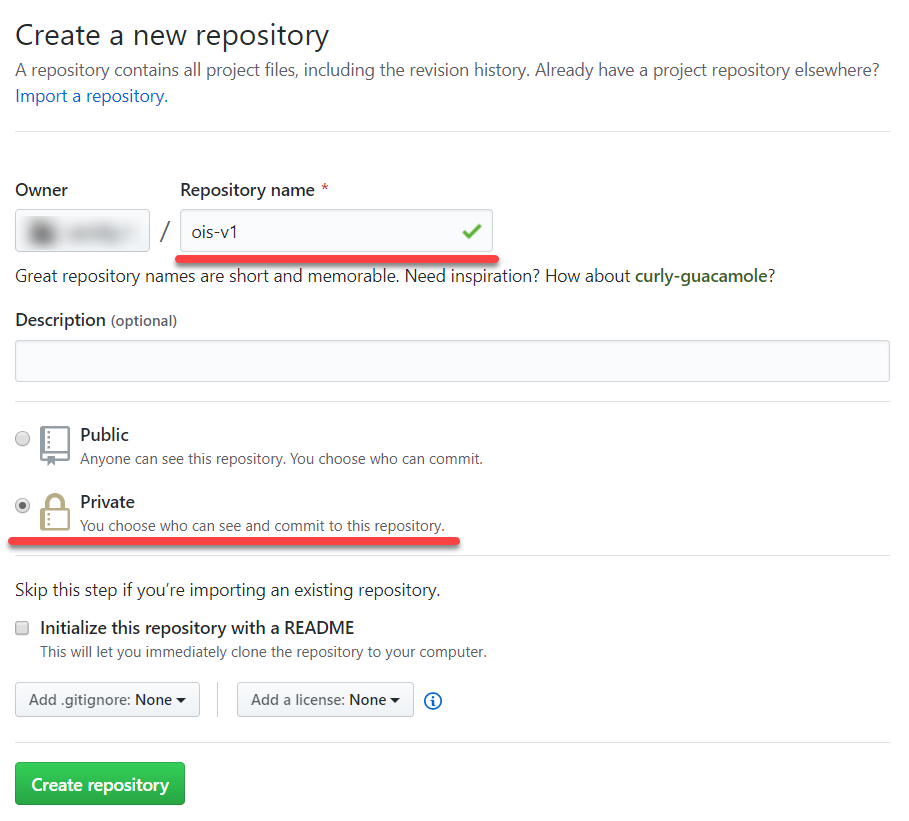 Create a new repository
A repository contains all project files, including the revision history. Already have a project repository elsewhere?
Import a repository.
Owner
Repository name *
/
ois-v1
Great repository names are short and memorable. Need inspiration? How about curly-guacamole?
Description (optional)
Public
Anyone can see this repository. You choose who can commit.
Private
You choose who can see and commit to this repository.
Skip this step if you’re importing an existing repository.
Initialize this repository with a README
This will let you immediately clone the repository to your computer.
Add .gitignore: None
Add a license: None
Create repository